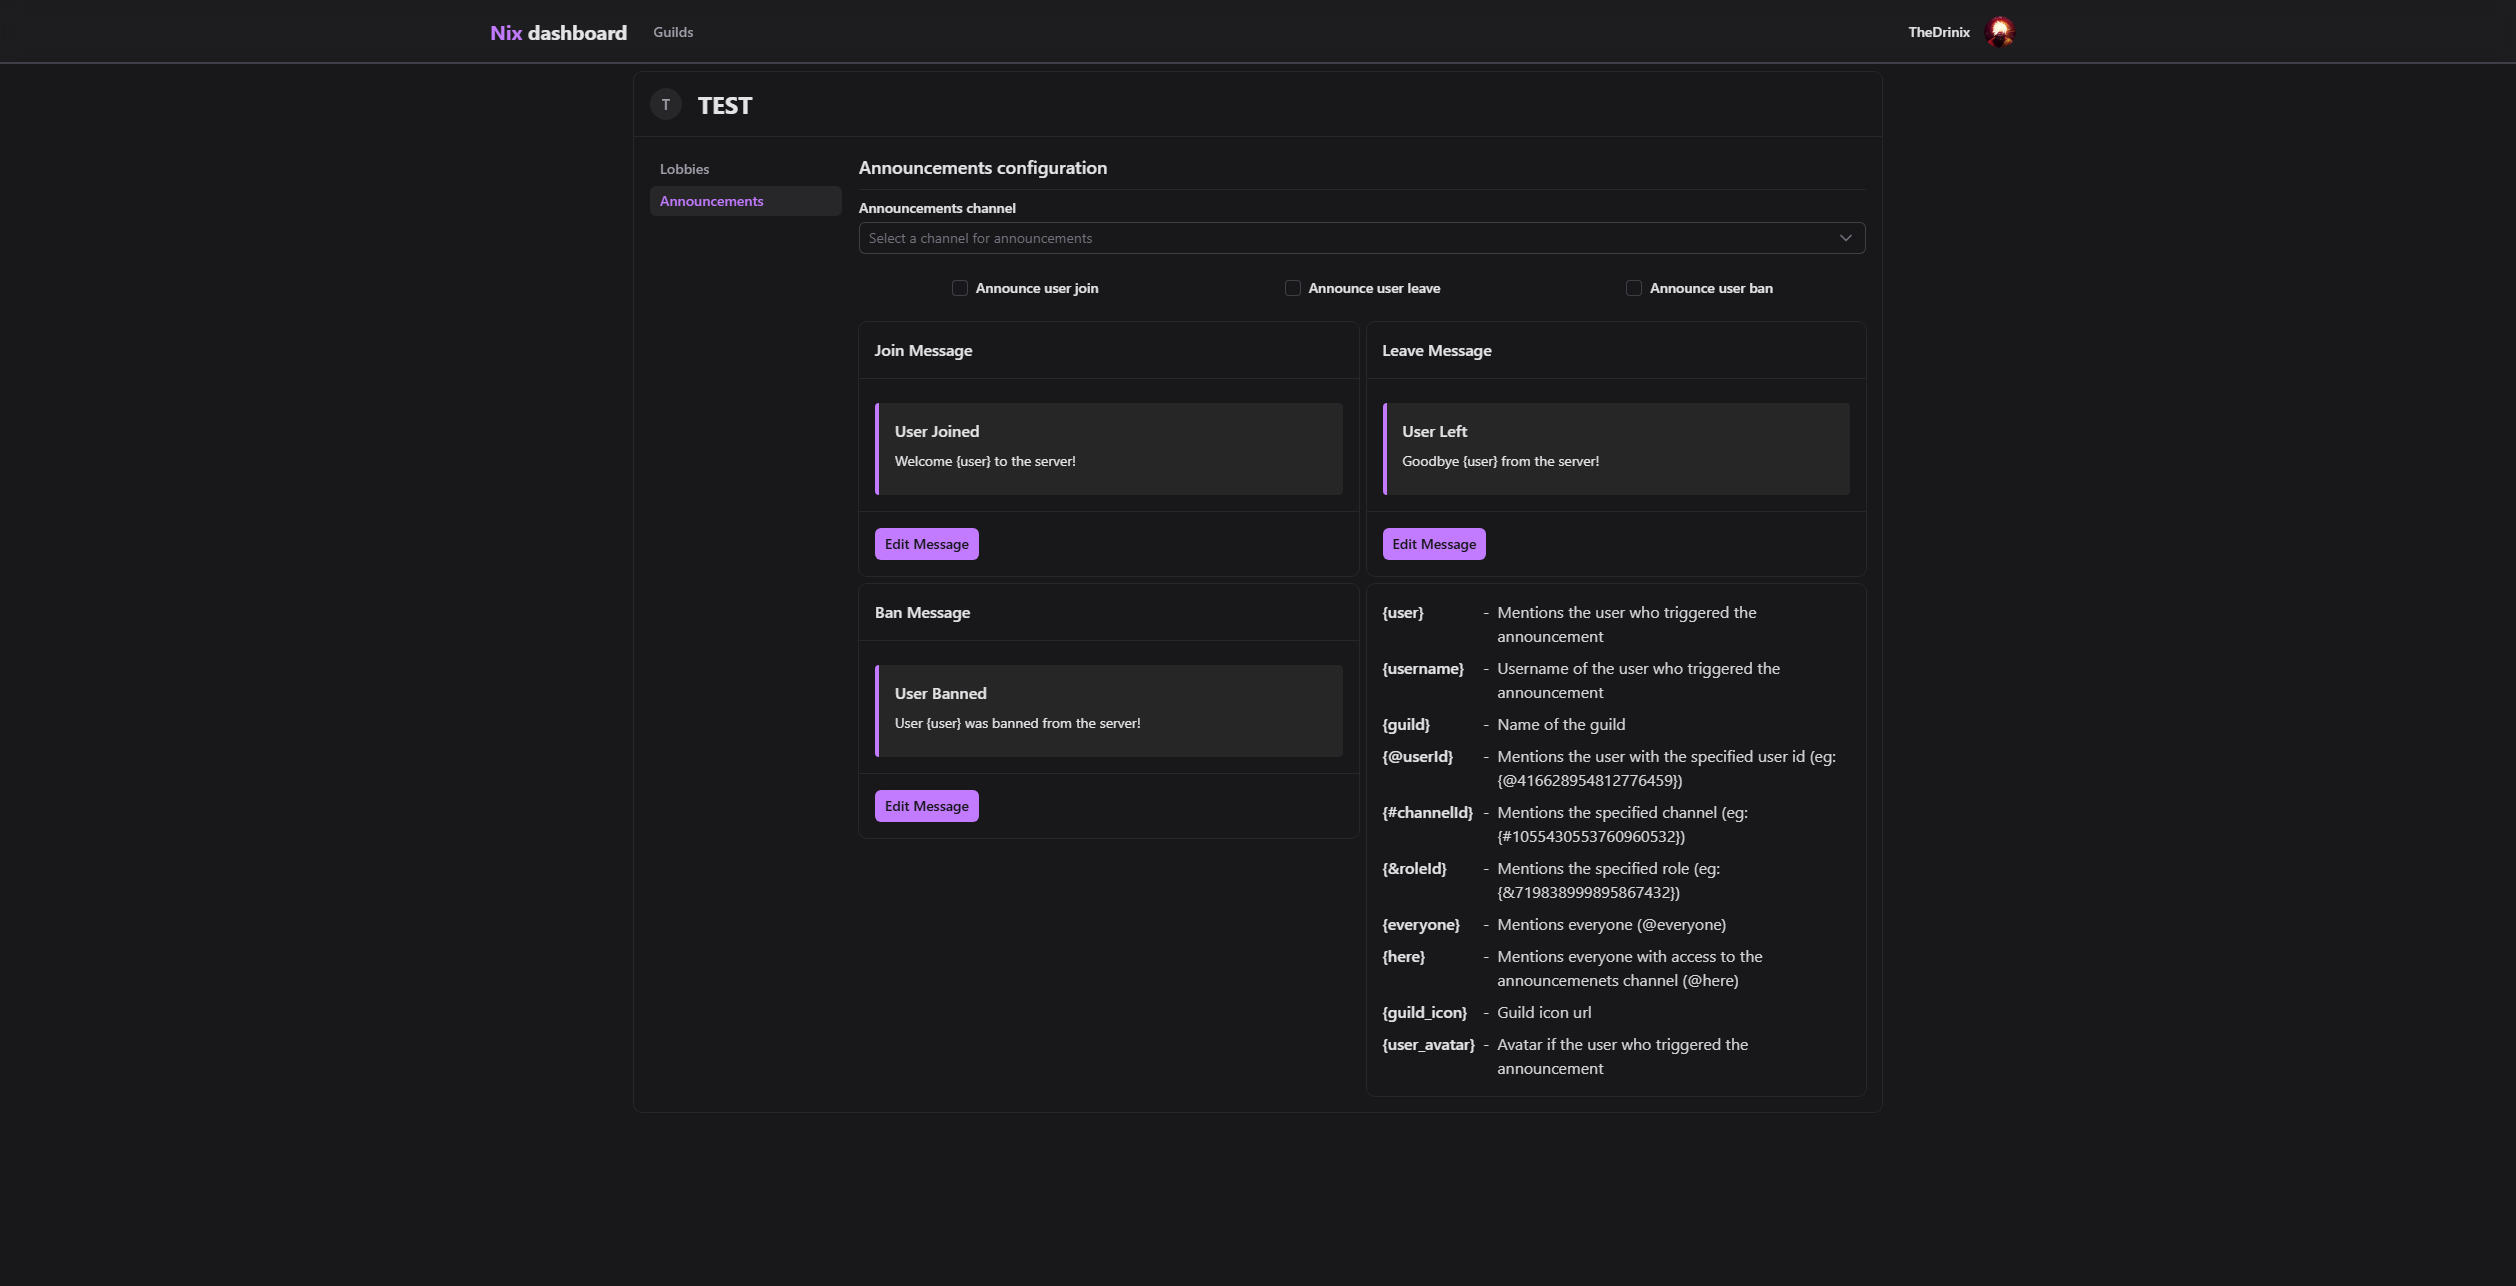 Nix dashboard
Guilds
TheDrinix
T
TEST
Lobbies
Announcements
Announcements configuration
Announcements channel
Select a channel for announcements
Announce user join
Announce user leave
Announce user ban
Join Message
User Joined
Welcome {user} to the server!
Edit Message
Leave Message
User Left
Goodbye {user} from the server!
Edit Message
Ban Message
User Banned
User {user} was banned from the server!
Edit Message
{user} - Mentions the user who triggered the
announcement
{username} - Username of the user who triggered the
announcement
{guild} - Name of the guild
{@userId} - Mentions the user with the specified user id (eg:
{@416628954812776459})
{#channelId} - Mentions the specified channel (eg:
{#1055430553760960532})
{&roleId} - Mentions the specified role (eg:
{&719838999895867432})
{everyone} - Mentions everyone (@everyone)
{here} - Mentions everyone with access to the
announcemenets channel (@here)
{guild_icon} - Guild icon url
{user_avatar} - Avatar if the user who triggered the
announcement